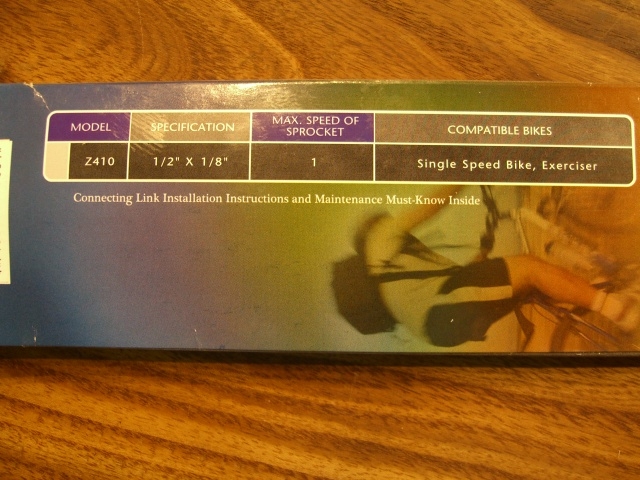 MODEL SPECIFICATION MAX. SPEED OF SPROCKET COMPATIBLE BIKES
Z410 1/2" X 1/8" 1 Single Speed Bike, Exerciser
Connecting Link Installation Instructions and Maintenance Must-Know Inside